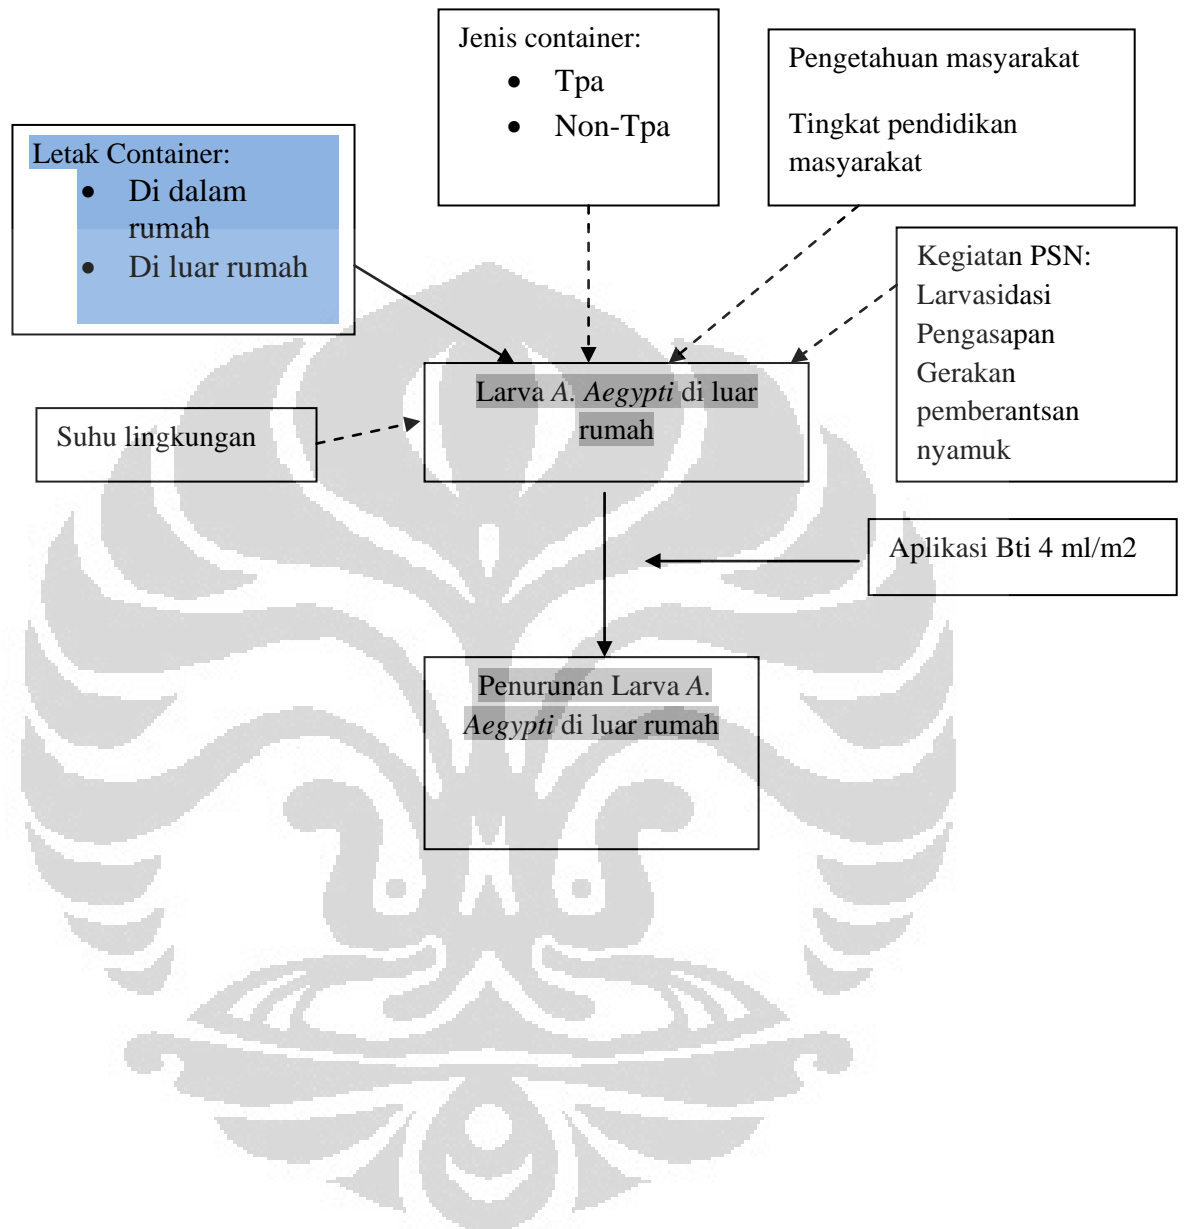 Jenis container:
• Tpa
• Non-Tpa
Pengetahuan masyarakat
Tingkat pendidikan
masyarakat
Letak Container:
• Di dalam
rumah
• Di luar rumah
Kegiatan PSN:
Larvasidasi
Pengasapan
Gerakan
pemberantsan
nyamuk
Larva A. Aegypti di luar
rumah
Suhu lingkungan
Aplikasi Bti 4 ml/m2
Penurunan Larva A.
Aegypti di luar rumah